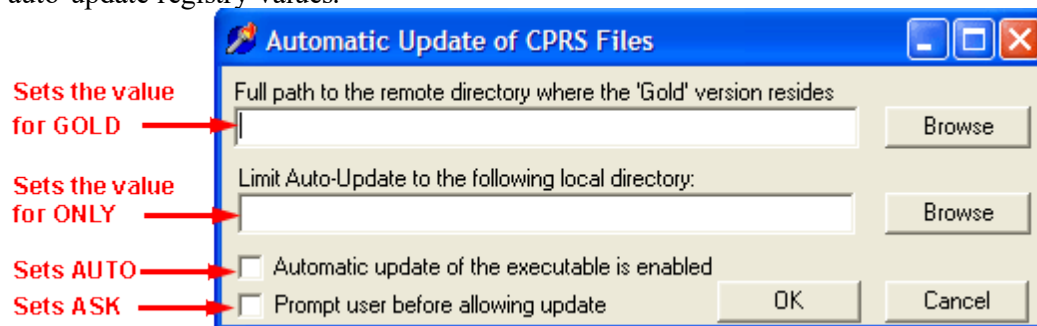 auto-update registry values.
Automatic Update of CPRS Files
Sets the value
for GOLD
Full path to the remote directory where the 'Gold' version resides
Browse
Sets the value
for ONLY
Limit Auto-Update to the following local directory:
Browse
Sets AUTO
Automatic update of the executable is enabled
Sets ASK
Prompt user before allowing update
OK
Cancel